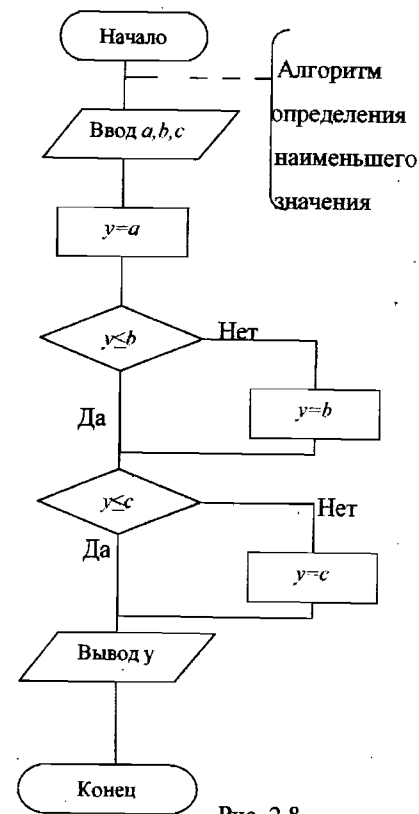 Начало
Алгоритм
определения
наименьшего
значения
Ввод a,b,c
y=a
y≤b
Нет
Да
y=b
y≤c
Нет
Да
y=c
Вывод y
Конец
Рис. 2.8